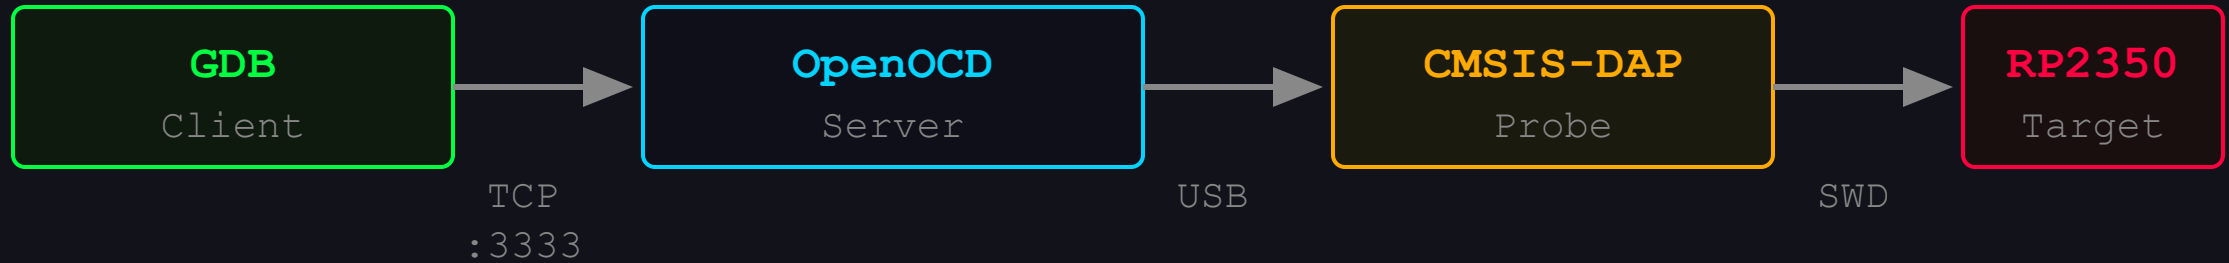 GDB
Client
TCP
:3333
OpenOCD
Server
USB
CMSIS-DAP
Probe
SWD
RP2350
Target